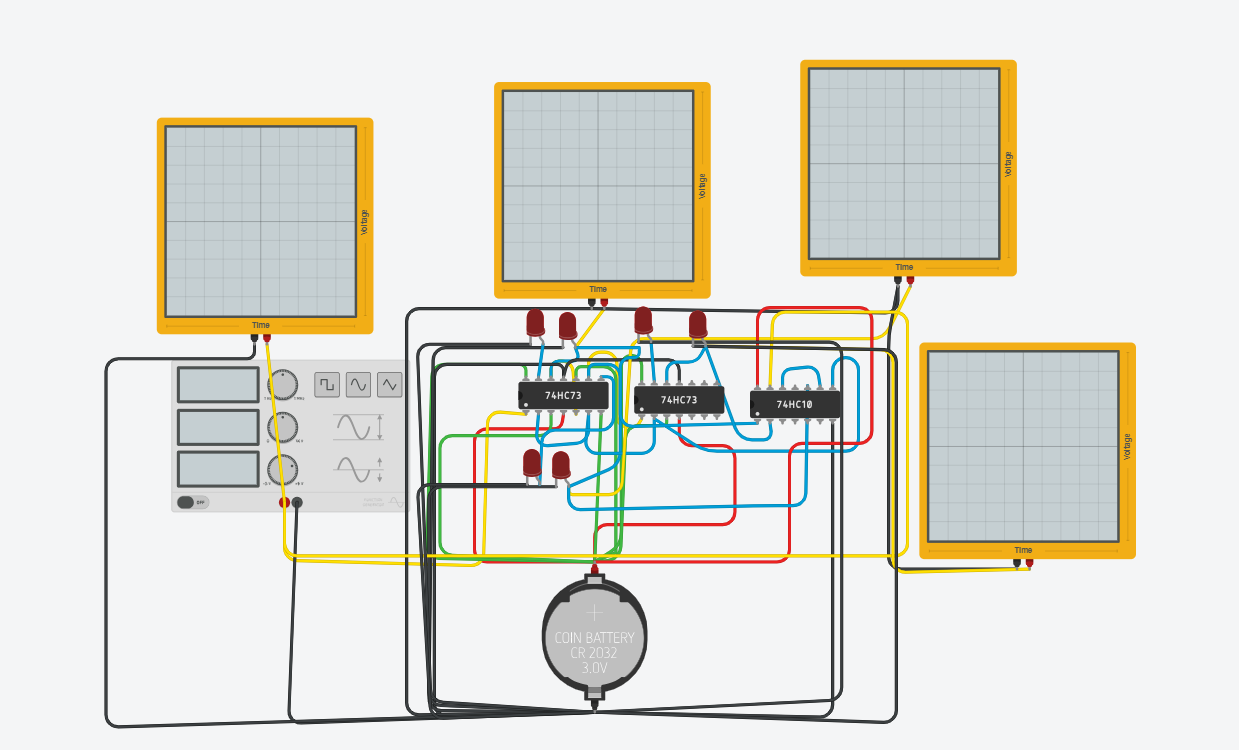 Voltage
Time
Voltage
Time
Voltage
Time
Voltage
Time
OFF
74HC73
74HC73
74HC10
COIN BATTERY
CR 2032
3.0V